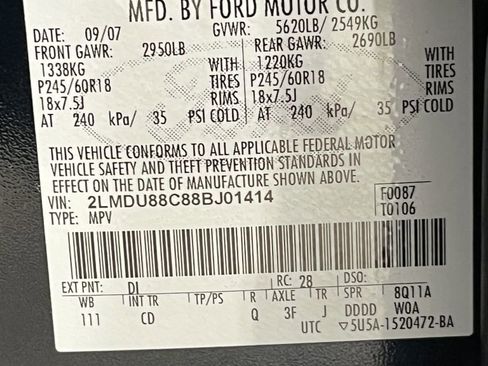 MFD. BY FORD MOTOR CO.
DATE: 09/07 GVWR: 5620LB/ 2549KG
FRONT GAWR: 2950LB REAR GAWR: 2690LB
1338KG WITH 1220KG WITH
P245/60R18 TIRES P245/60R18 TIRES
18x7.5J RIMS 18x7.5J RIMS
AT 240 kPa/ 35 PSI COLD AT 240 kPa/ 35 PSI COLD
THIS VEHICLE CONFORMS TO ALL APPLICABLE FEDERAL MOTOR
VEHICLE SAFETY AND THEFT PREVENTION STANDARDS IN
EFFECT ON THE DATE OF MANUFACTURE SHOWN ABOVE.
VIN: 2LMDU88C88BJ01414 F0087
TYPE: MPV T0106
EXT PNT: DI RC: 28 DSO:
WB INT TR TP/PS R AXLE TR SPR 8Q11A
111 CD Q 3F J DDDD WOA
UTC ▽5U5A-1520472-BA